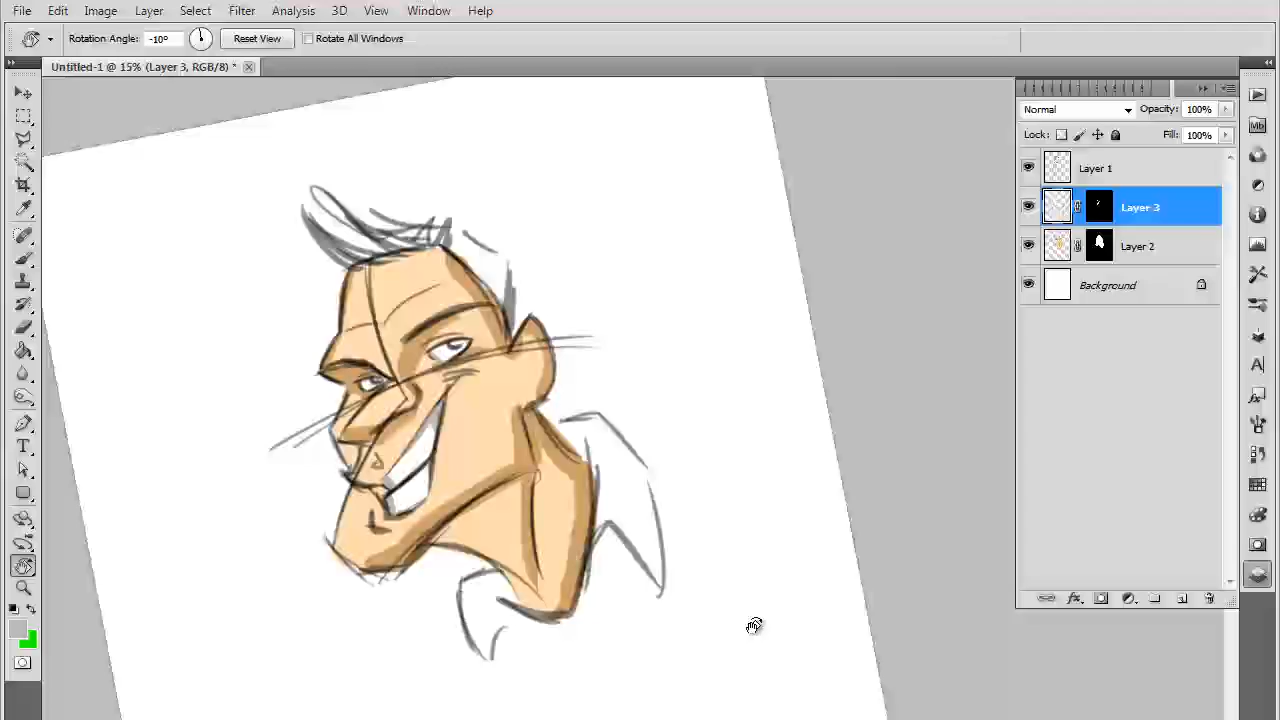 File Edit Image Layer Select Filter Analysis 3D View Window Help
Rotation Angle: -10° Reset View Rotate All Windows
Untitled-1 @ 15% (Layer 3, RGB/8) *
Normal Opacity: 100%
Lock: Fill: 100%
Layer 1
Layer 3
Layer 2
Background